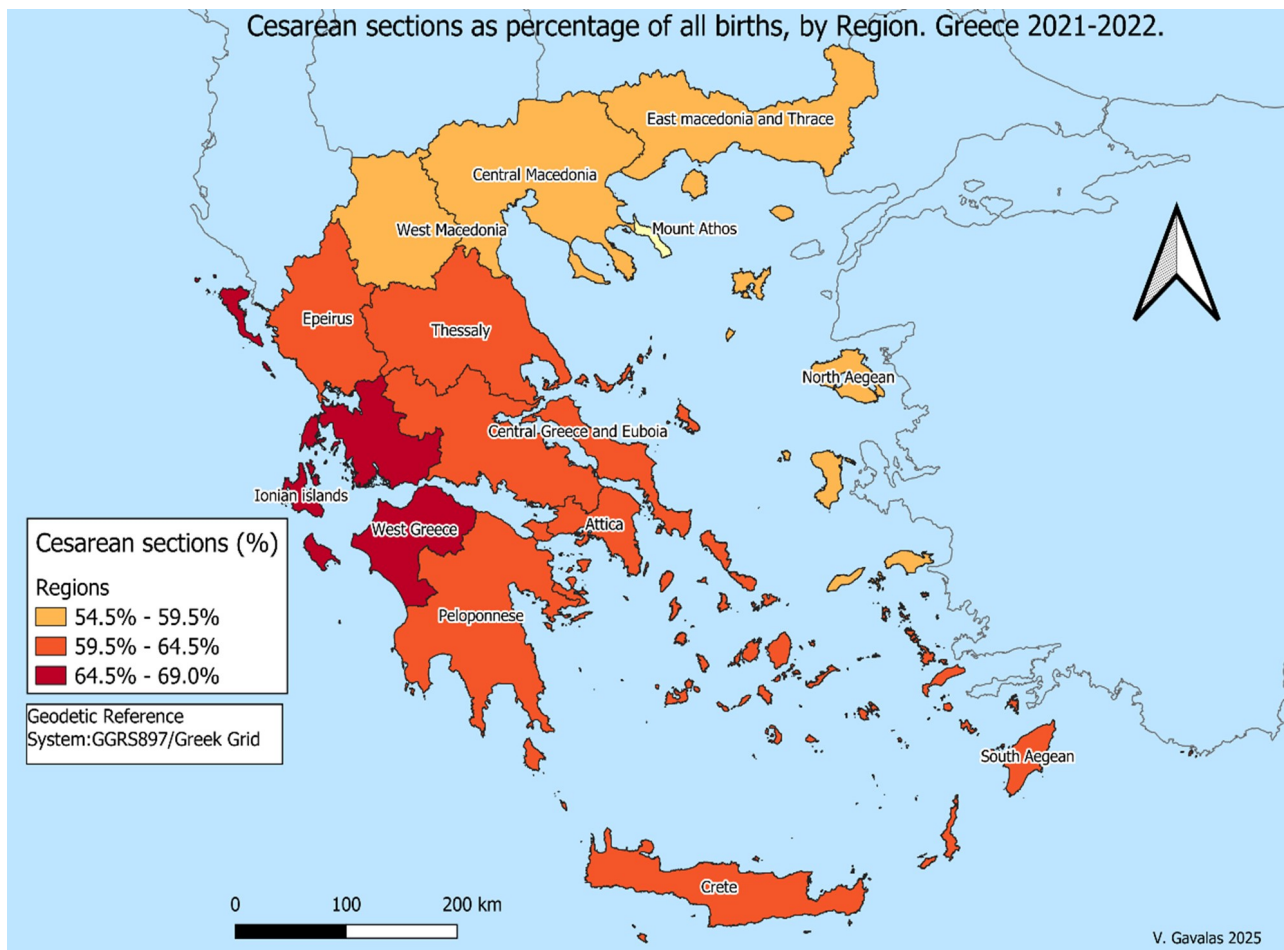 Cesarean sections as percentage of all births, by Region. Greece 2021-2022.
East macedonia and Thrace
Central Macedonia
West Macedonia
Mount Athos
Epeirus
Thessaly
North Aegean
Central Greece and Euboia
Ionian islands
West Greece
Attica
Peloponnese
South Aegean
Crete
Cesarean sections (%)
Regions
54.5% - 59.5%
59.5% - 64.5%
64.5% - 69.0%
Geodetic Reference
System:GGRS897/Greek Grid
0 100 200 km
V. Gavalas 2025